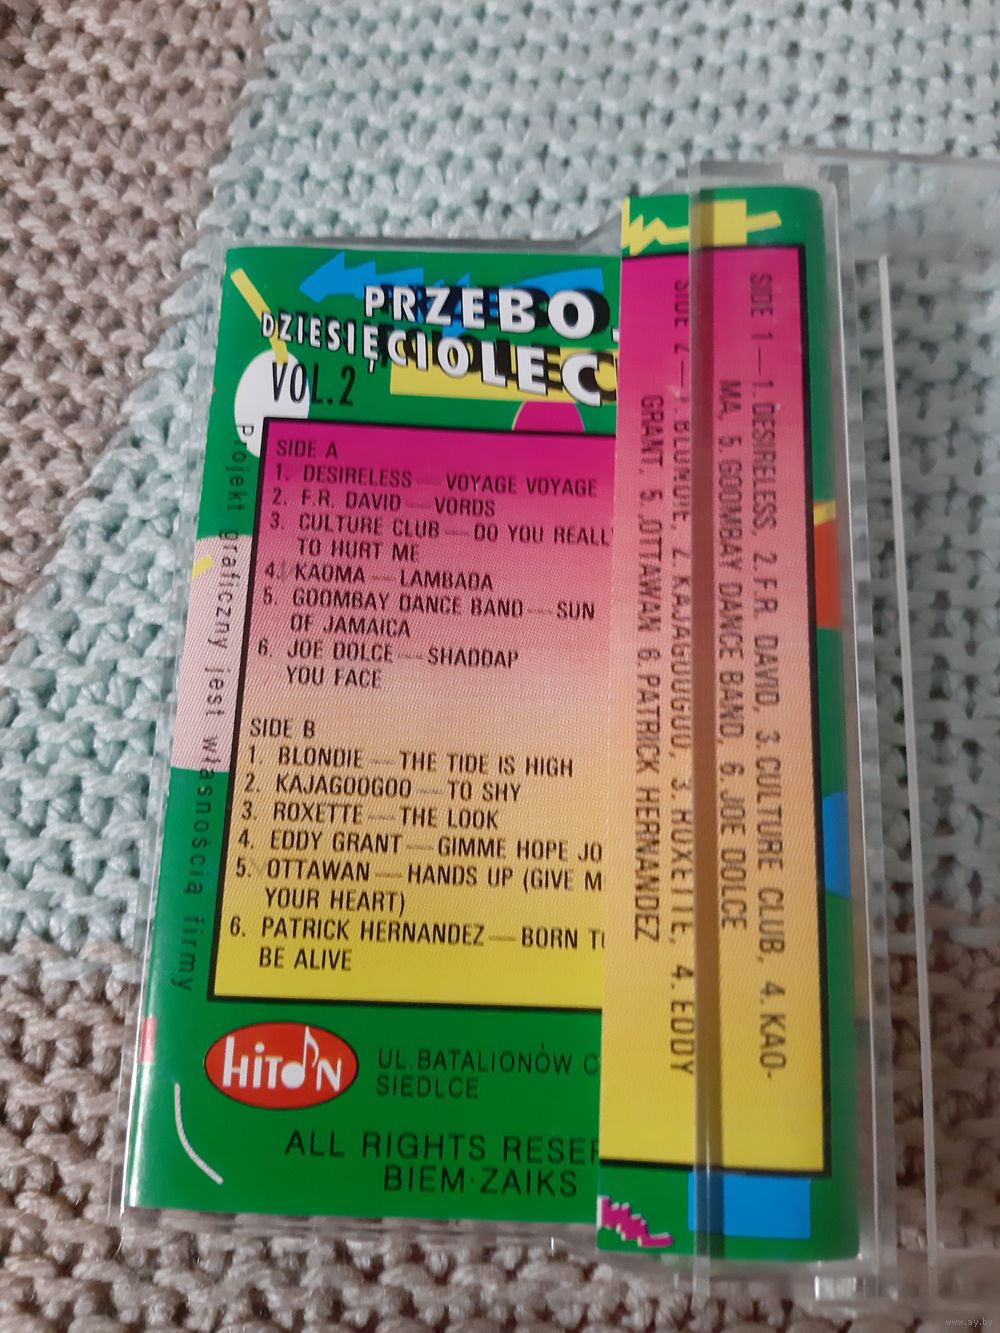 PRZEBO
DZIESIĘCIOLEC
VOL.2
SIDE A
1. DESIRELESS — VOYAGE VOYAGE
2. F.R. DAVID — VORDS
3. CULTURE CLUB — DO YOU REALL
TO HURT ME
4. KAOMA — LAMBADA
5. GOOMBAY DANCE BAND — SUN
OF JAMAICA
6. JOE DOLCE — SHADDAP
YOU FACE
SIDE B
1. BLONDIE — THE TIDE IS HIGH
2. KAJAGOOGOO — TO SHY
3. ROXETTE — THE LOOK
4. EDDY GRANT — GIMME HOPE JO
5. OTTAWAN — HANDS UP (GIVE M
YOUR HEART)
6. PATRICK HERNANDEZ — BORN T
BE ALIVE
Projekt graficzny jest własnością firmy
HITON
UL.BATALIONÓW C
SIEDLCE
ALL RIGHTS RESER
BIEM·ZAIKS
SIDE 1 — 1. DESIRELESS, 2. F.R. DAVID, 3. CULTURE CLUB, 4. KAO-
MA, 5. GOOMBAY DANCE BAND, 6. JOE DOLCE
SIDE 2 — 1. BLONDE, 2. KAJAGOOGOO, 3. ROXETTE, 4. EDDY
GRANT, 5. OTTAWAN 6. PATRICK HERNANDEZ
www.ay.by